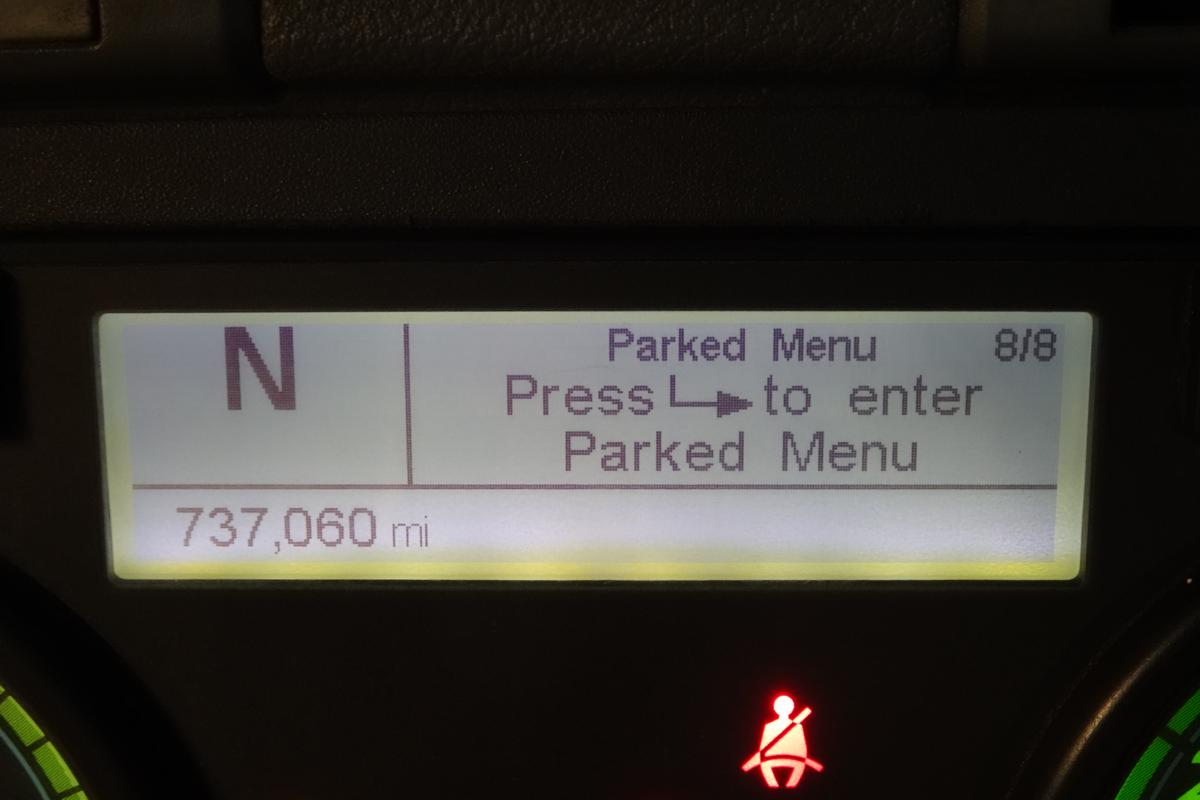 N
Parked Menu 8/8
Press to enter
Parked Menu
737,060 mi